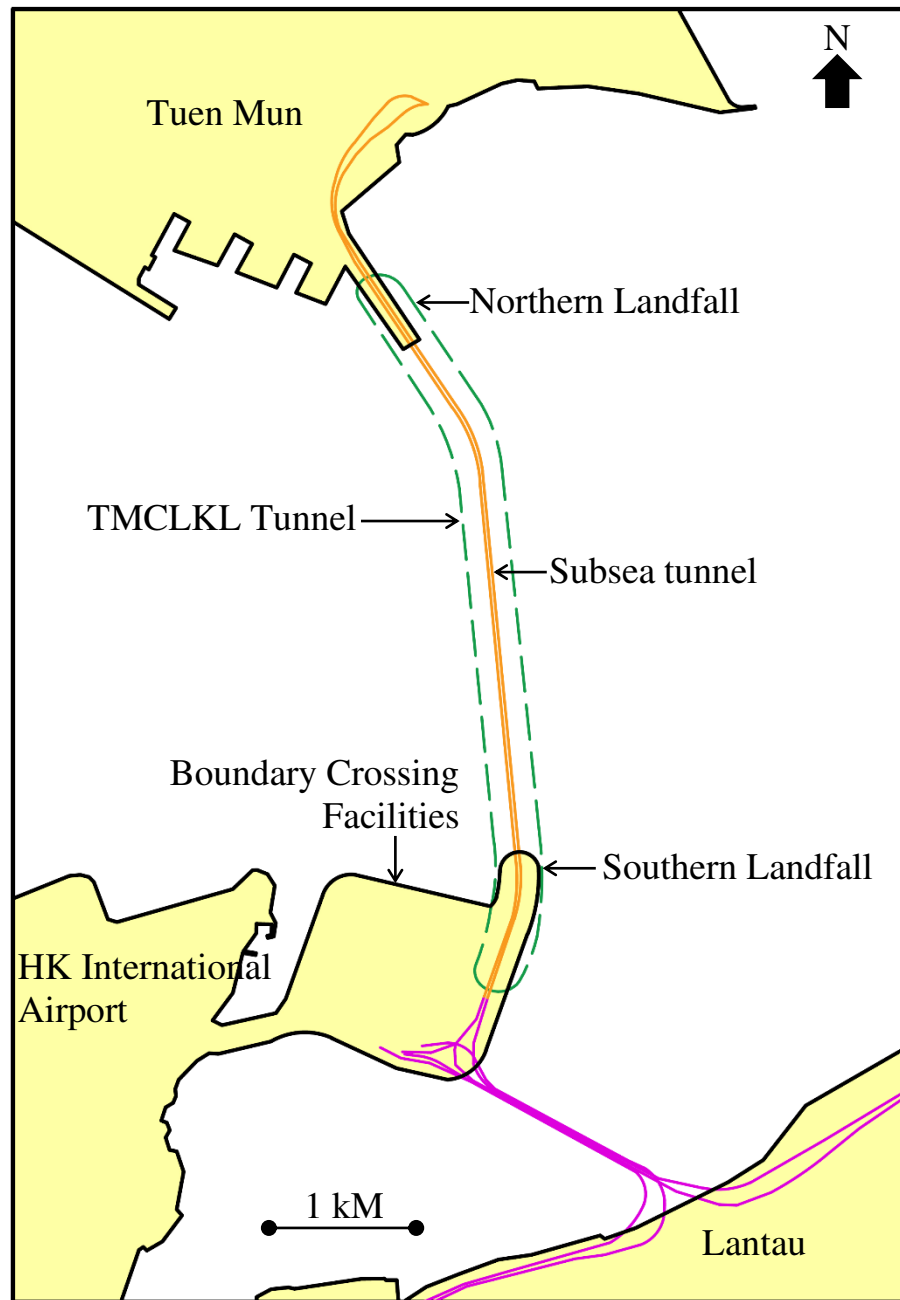 N
Tuen Mun
Northern Landfall
TMCLKL Tunnel
Subsea tunnel
Boundary Crossing
Facilities
Southern Landfall
HK International
Airport
1 kM
Lantau